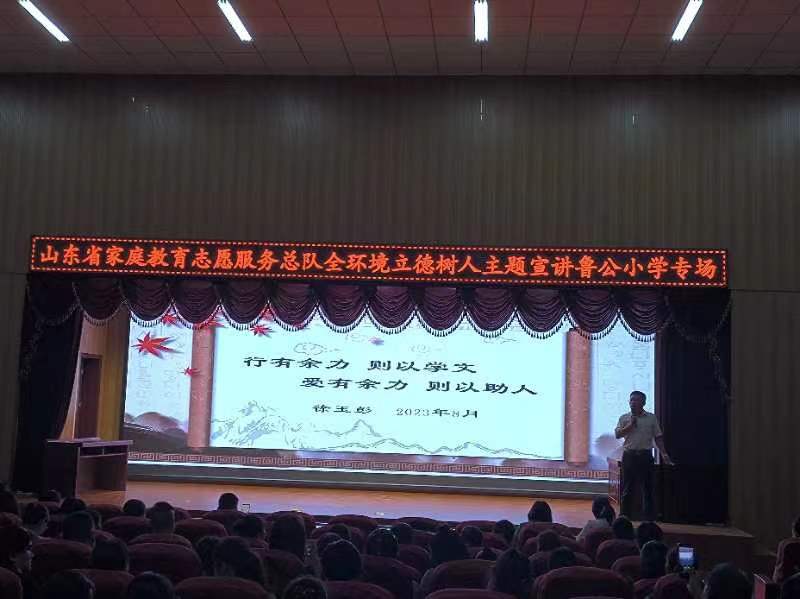 山东省家庭教育志愿服务总队全环境立德树人主题宣讲鲁公小学专场
行有余力 则以学文
爱有余力 则以助人
徐玉彭 2023年8月